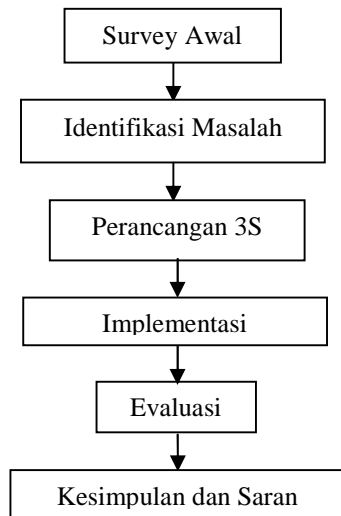 Survey Awal
Identifikasi Masalah
Perancangan 3S
Implementasi
Evaluasi
Kesimpulan dan Saran